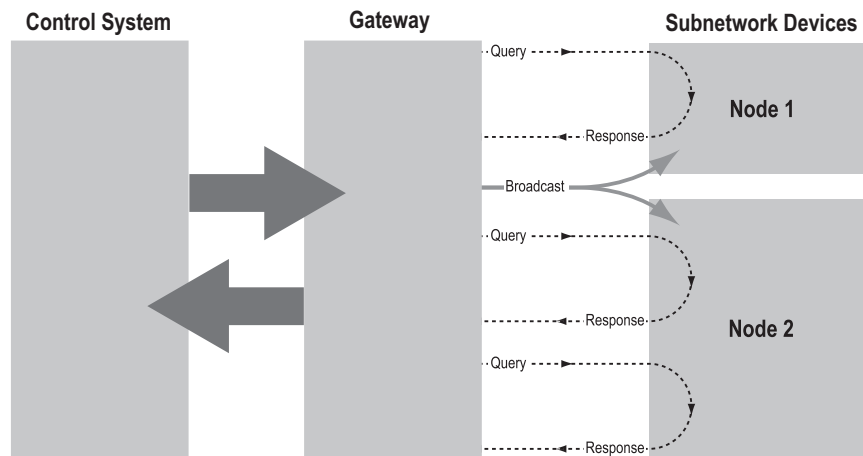 Control System
Gateway
Subnetwork Devices
Query
Node 1
Response
Broadcast
Query
Response
Node 2
Query
Response